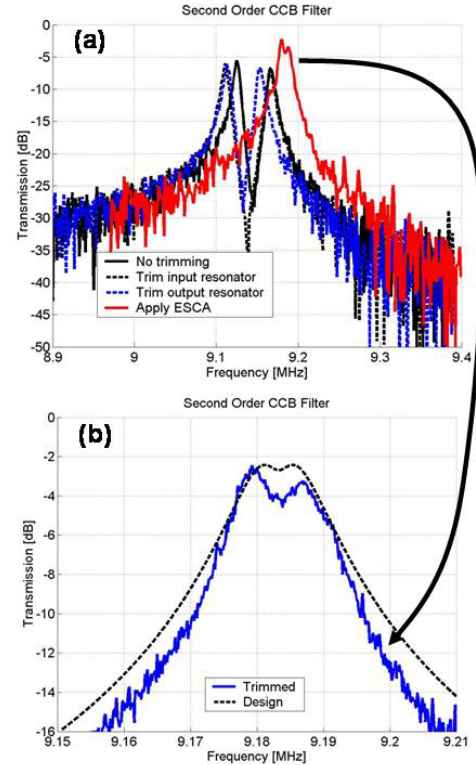 Second Order CCB Filter
(a)
Transmission [dB]
0
-5
-10
-15
-20
-25
-30
-35
-40
-45
-50
No trimming
Trim input resonator
Trim output resonator
Apply ESCA
8.9
9
9.1
9.2
9.3
9.4
Frequency [MHz]
Second Order CCB Filter
(b)
Transmission [dB]
0
-2
-4
-6
-8
-10
-12
-14
-16
Trimmed
Design
9.15
9.16
9.17
9.18
9.19
9.2
9.21
Frequency [MHz]